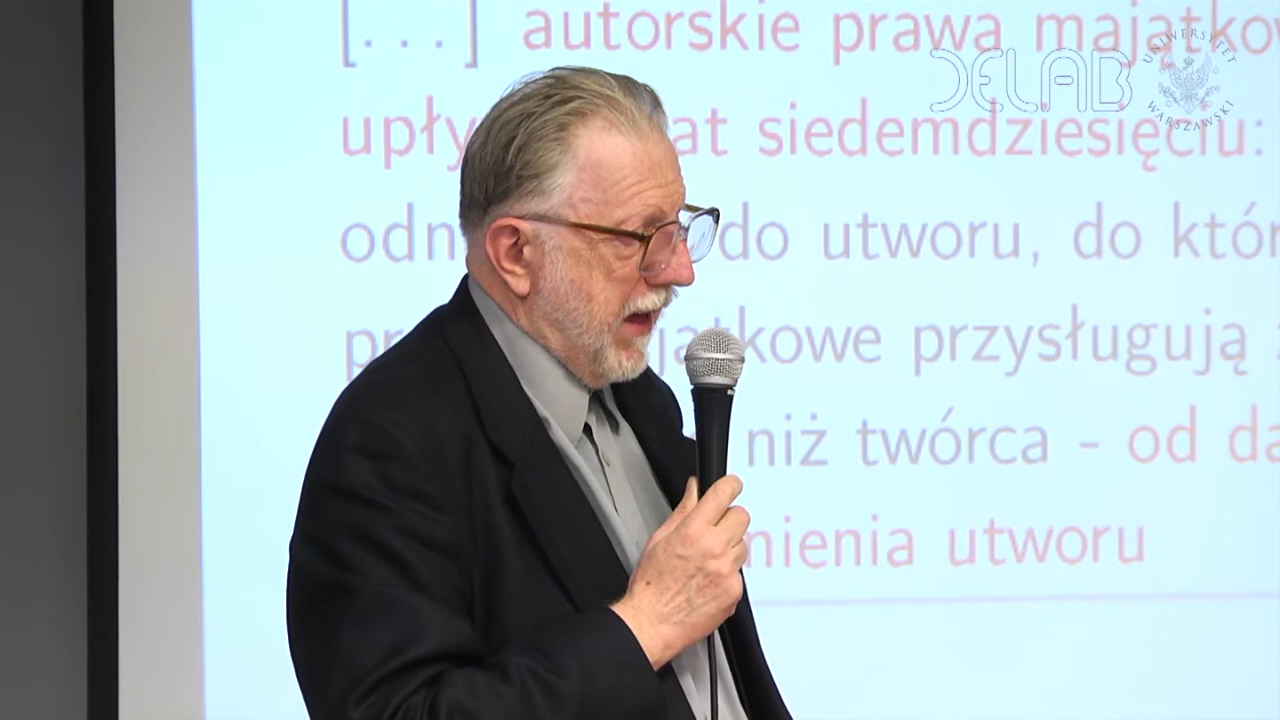 [...] autorskie prawa majątkow
DELAB
UNIWERSYTET WARSZAWSKI
upły at siedemdziesięciu:
odn do utworu, do któr
pr jątkowe przysługują
niż twórca - od da
mienia utworu